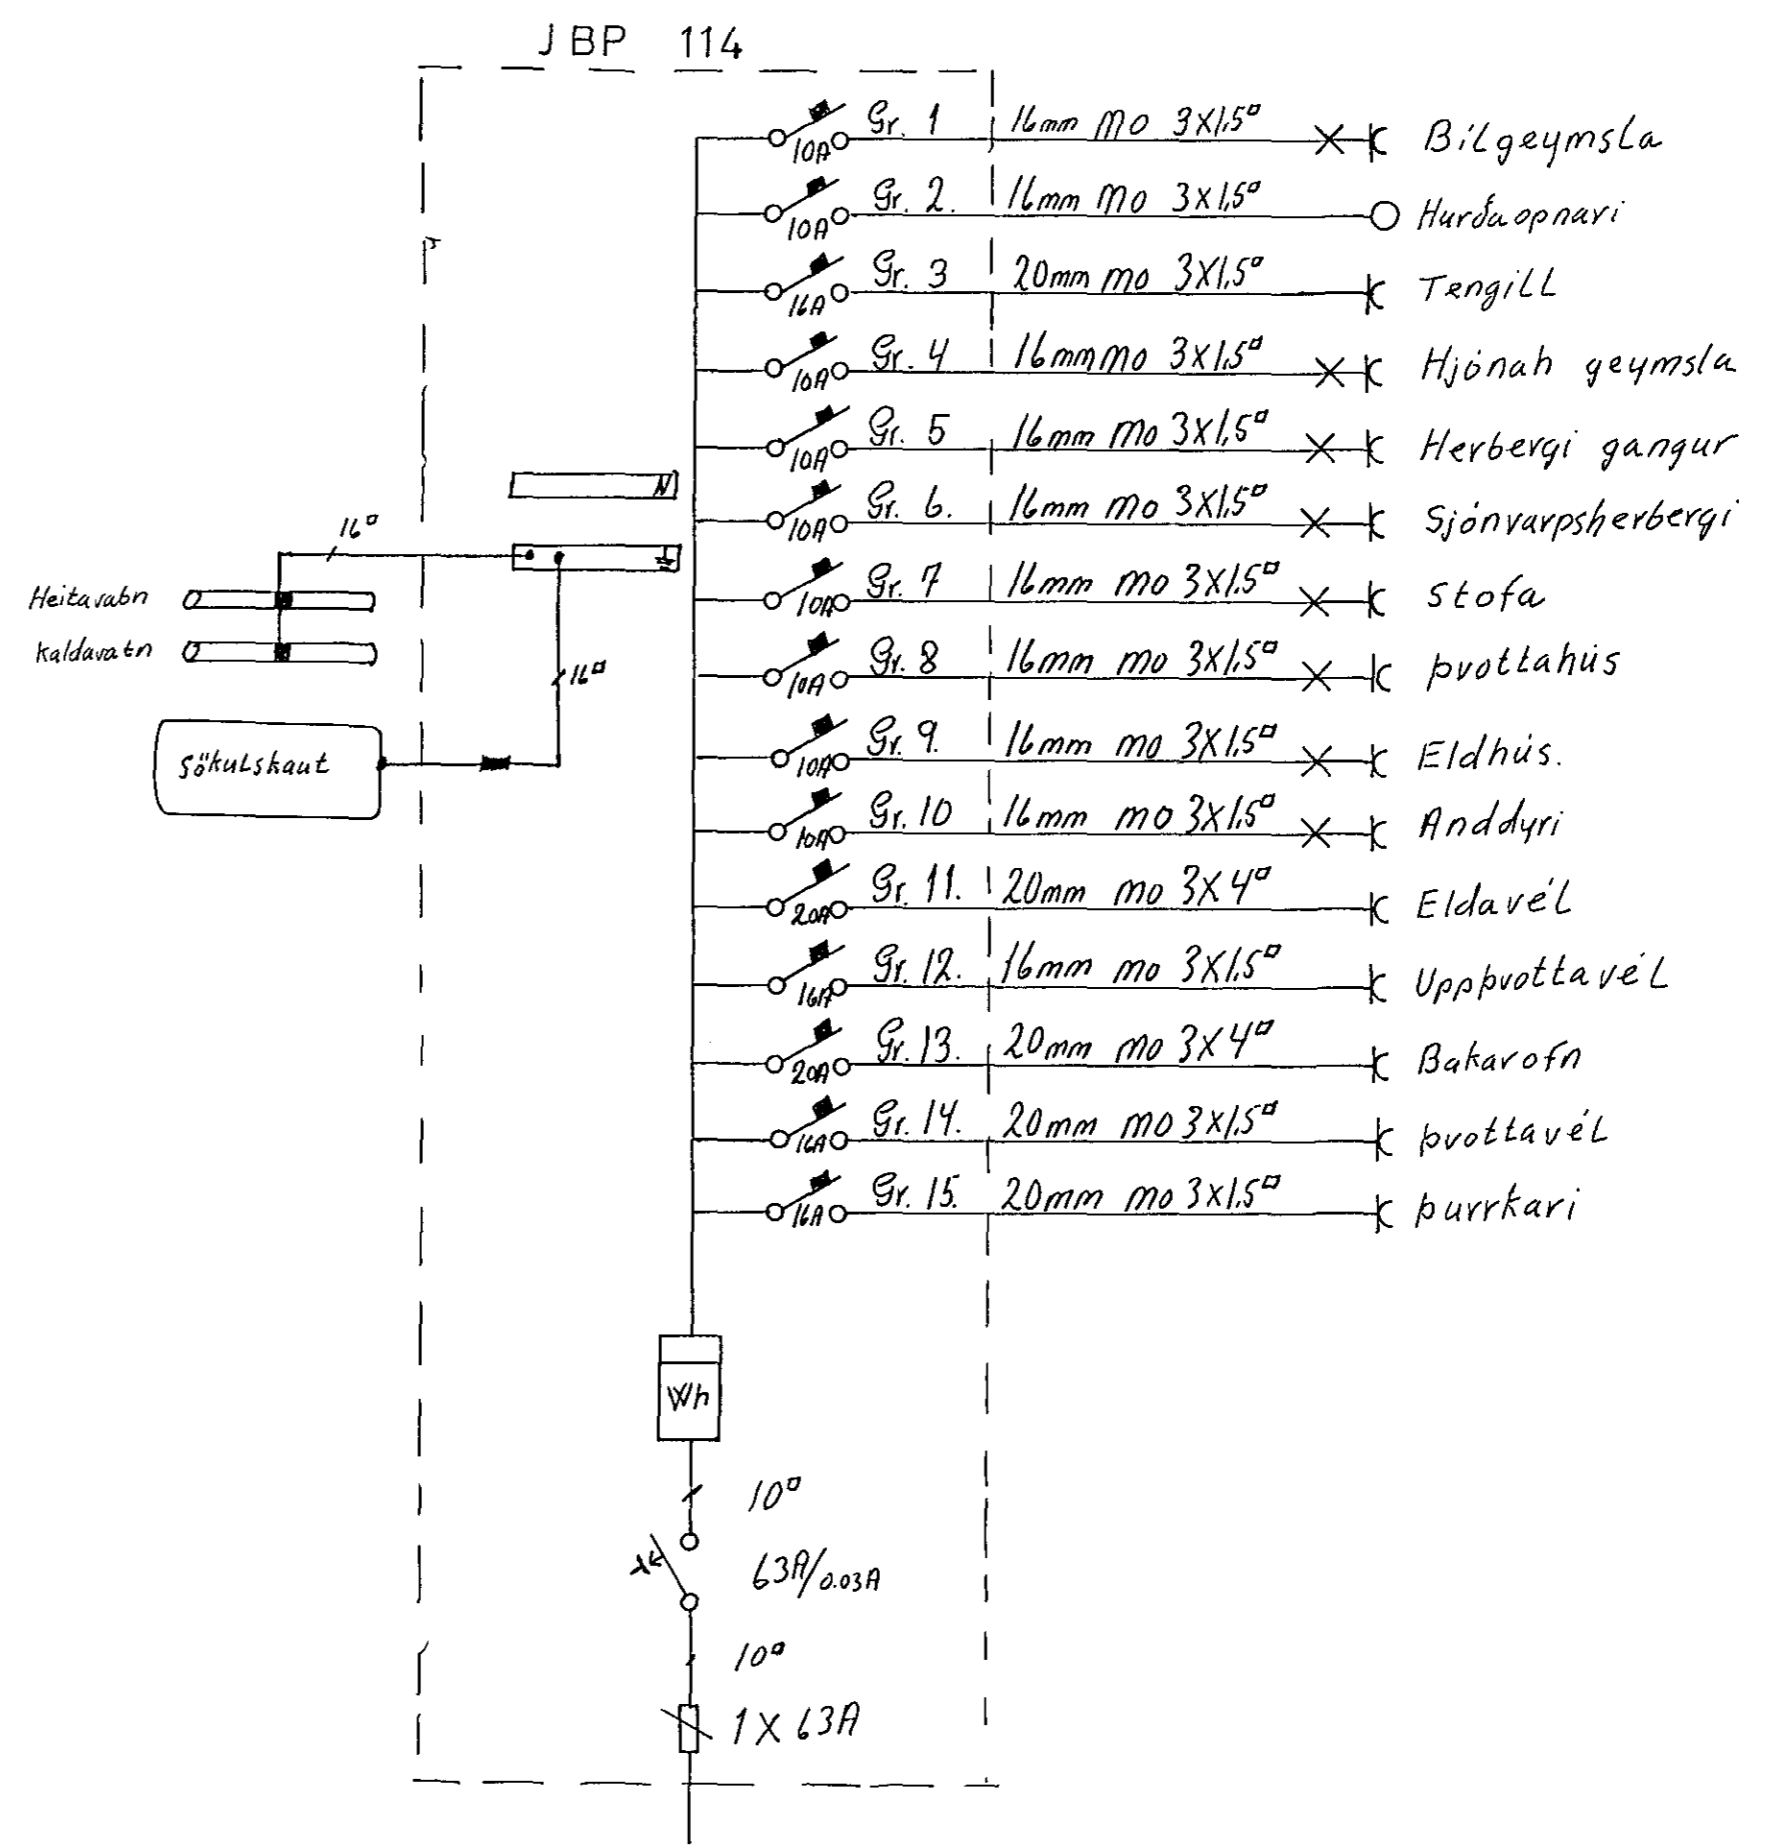 JBP 114
10A Gr. 1 16mm mo 3X1,5▫ Bílgeymsla
10A Gr. 2. 16mm mo 3X1,5▫ Hurðaopnari
16A Gr. 3 20mm mo 3X1,5▫ Tengill
10A Gr. 4 16mm mo 3X1,5▫ Hjónah geymsla
10A Gr. 5 16mm mo 3X1,5▫ Herbergi gangur
10A Gr. 6. 16mm mo 3X1,5▫ Sjónvarpsherbergi
10A Gr. 7 16mm mo 3X1,5▫ Stofa
10A Gr. 8 16mm mo 3X1,5▫ þvottahús
10A Gr. 9. 16mm mo 3X1,5▫ Eldhús.
10A Gr. 10 16mm mo 3X1,5▫ Anddyri
20A Gr. 11. 20mm mo 3X4▫ Eldavél
16A Gr. 12. 16mm mo 3X1,5▫ Uppþvottavél
20A Gr. 13. 20mm mo 3X4▫ Bakarofn
16A Gr. 14. 20mm mo 3X1,5▫ þvottavél
16A Gr. 15. 20mm mo 3X1,5▫ þurrkari
N
16▫
Heitavatn
kaldavatn
16▫
Sökulskaut
Wh
10▫
63A/0.03A
10▫
1 X 63A